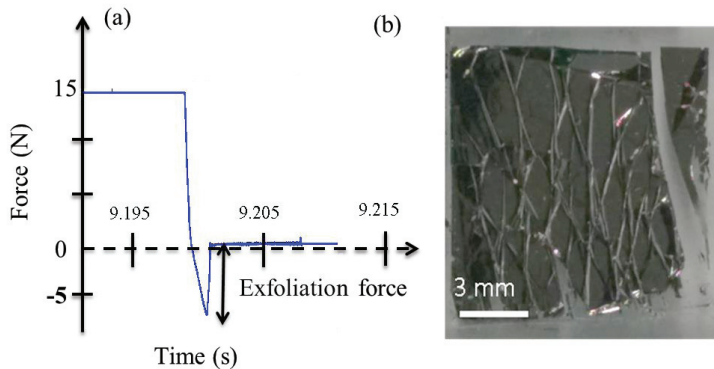 (a)
(b)
15
Force (N)
9.195
9.205
9.215
0
-5
Exfoliation force
Time (s)
3 mm